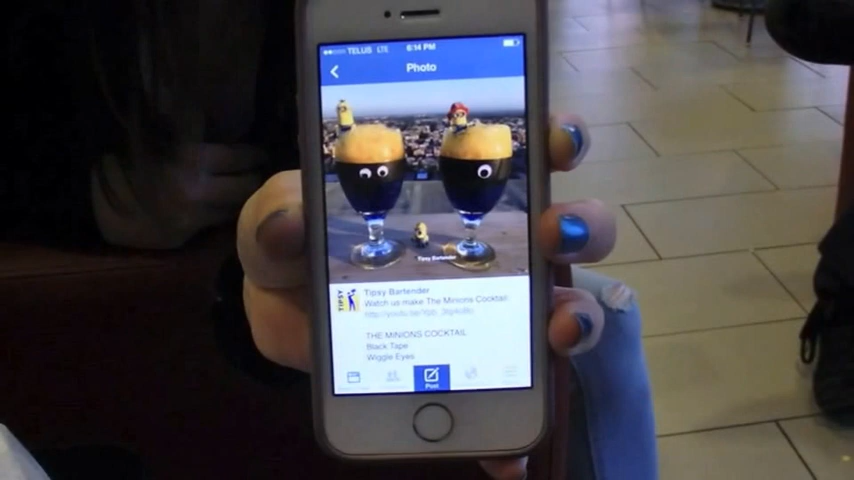 TELUS LTE 6:14 PM
Photo
Tipsy Bartender
TIPSY
Tipsy Bartender
Watch us make The Minions Cocktail:
THE MINIONS COCKTAIL
Black Tape
Wiggle Eyes
Post